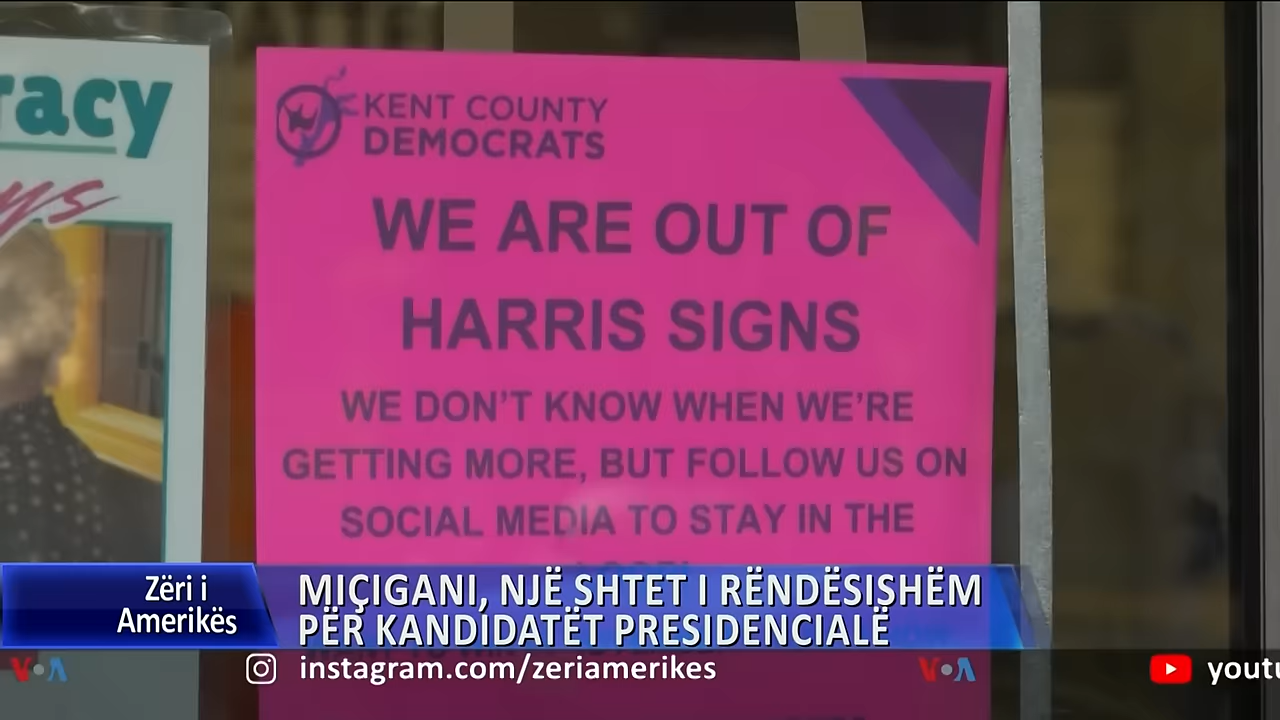 racy
ys
KENT COUNTY
DEMOCRATS
WE ARE OUT OF
HARRIS SIGNS
WE DON'T KNOW WHEN WE'RE
GETTING MORE, BUT FOLLOW US ON
SOCIAL MEDIA TO STAY IN THE
Zëri i
Amerikës
MIÇIGANI, NJË SHTET I RËNDËSISHËM
PËR KANDIDATËT PRESIDENCIALË
VOA
instagram.com/zeriamerikes
VOA
youtu